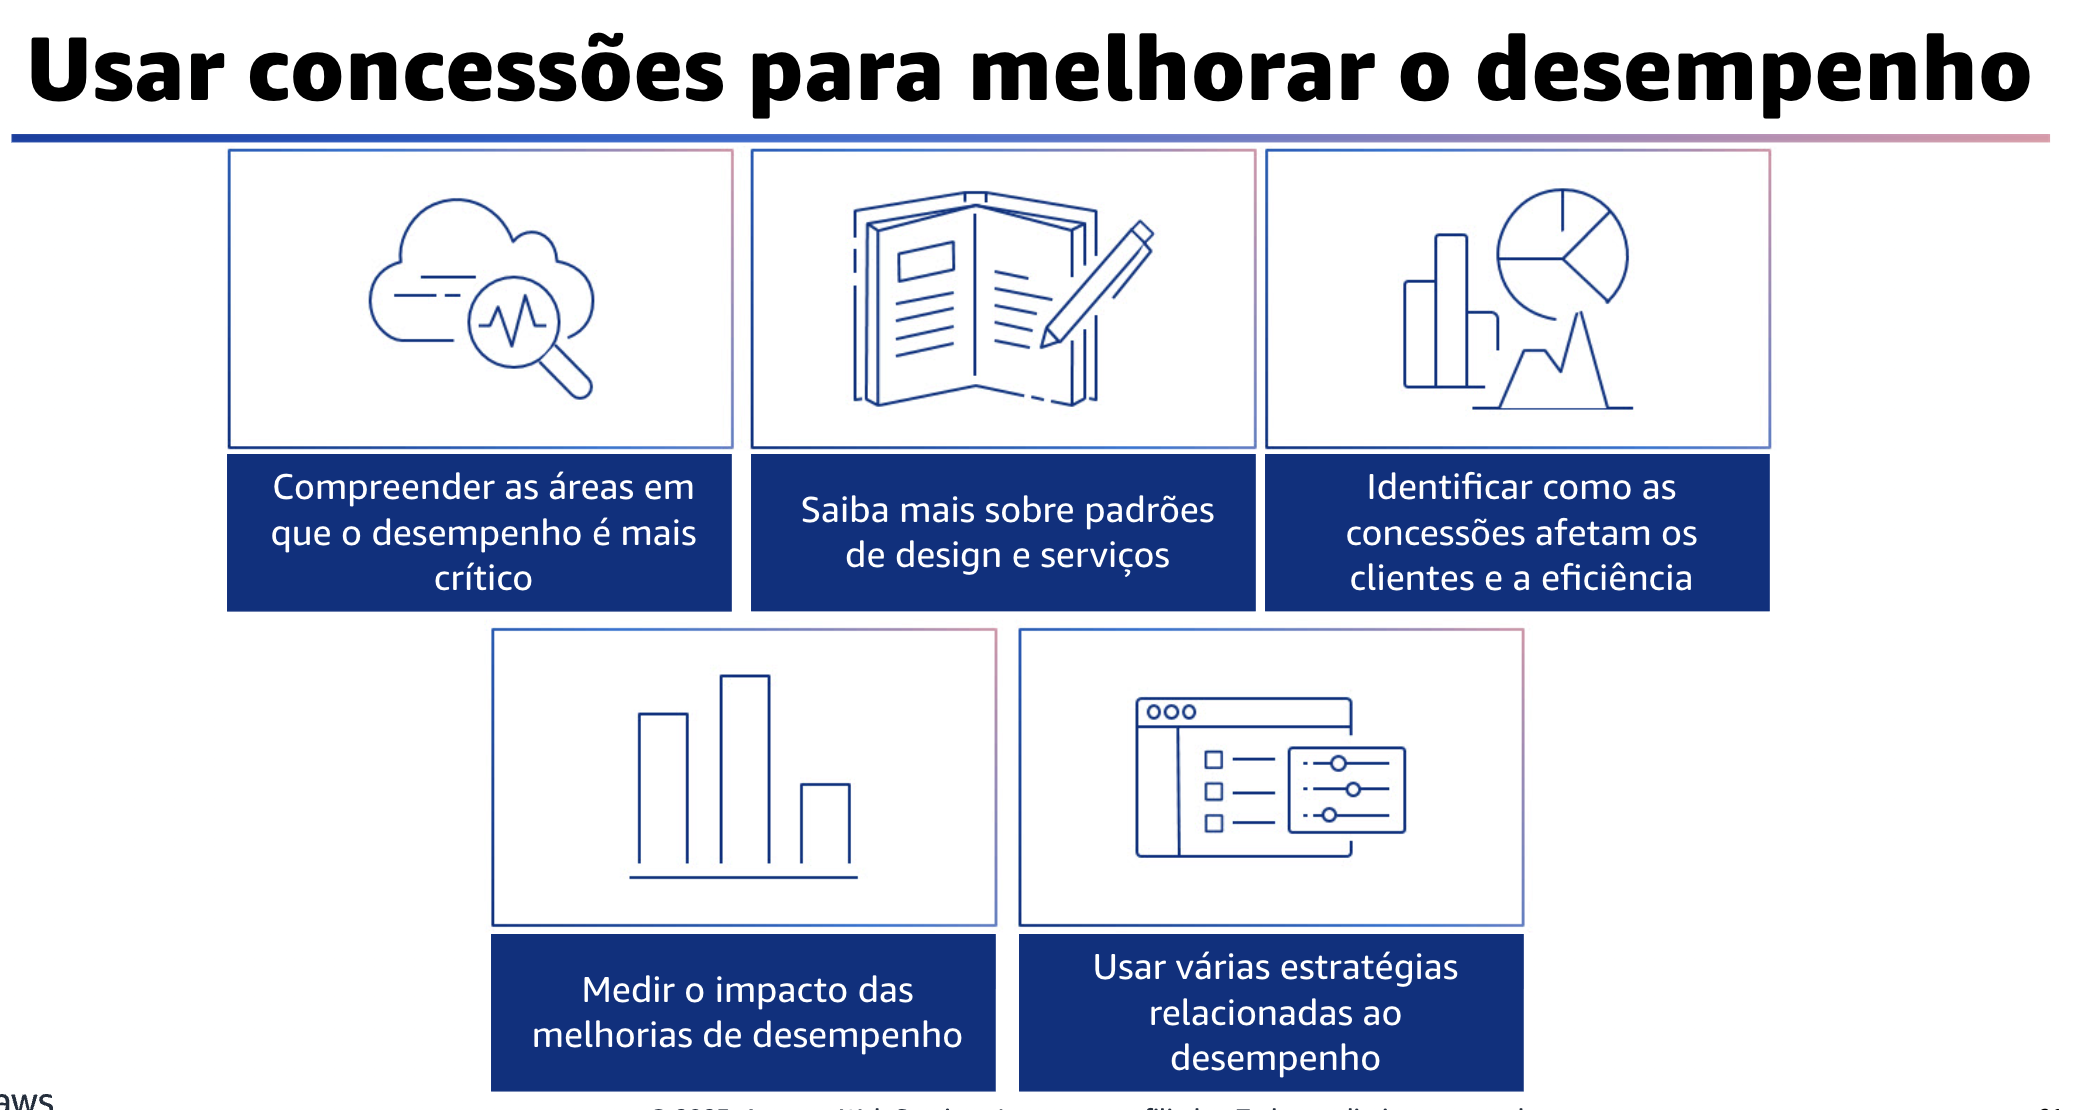 Usar concessões para melhorar o desempenho
Compreender as áreas em
que o desempenho é mais
crítico
Saiba mais sobre padrões
de design e serviços
Identificar como as
concessões afetam os
clientes e a eficiência
Medir o impacto das
melhorias de desempenho
Usar várias estratégias
relacionadas ao
desempenho
aws